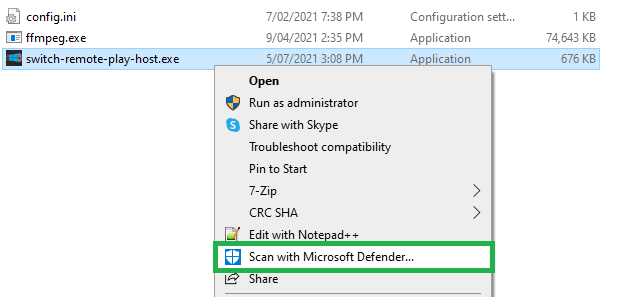 config.ini 7/02/2021 7:38 PM Configuration sett... 1 KB
ffmpeg.exe 9/04/2021 2:35 PM Application 74,643 KB
switch-remote-play-host.exe 5/07/2021 3:08 PM Application 676 KB
Open
Run as administrator
Share with Skype
Troubleshoot compatibility
Pin to Start
7-Zip
CRC SHA
Edit with Notepad++
Scan with Microsoft Defender...
Share